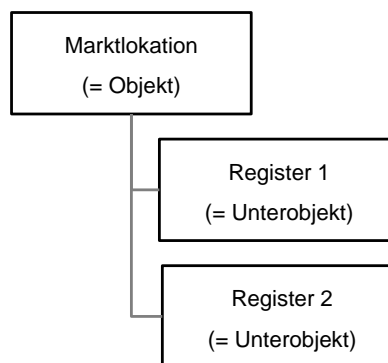 Marktlokation
(= Objekt)
Register 1
(= Unterobjekt)
Register 2
(= Unterobjekt)